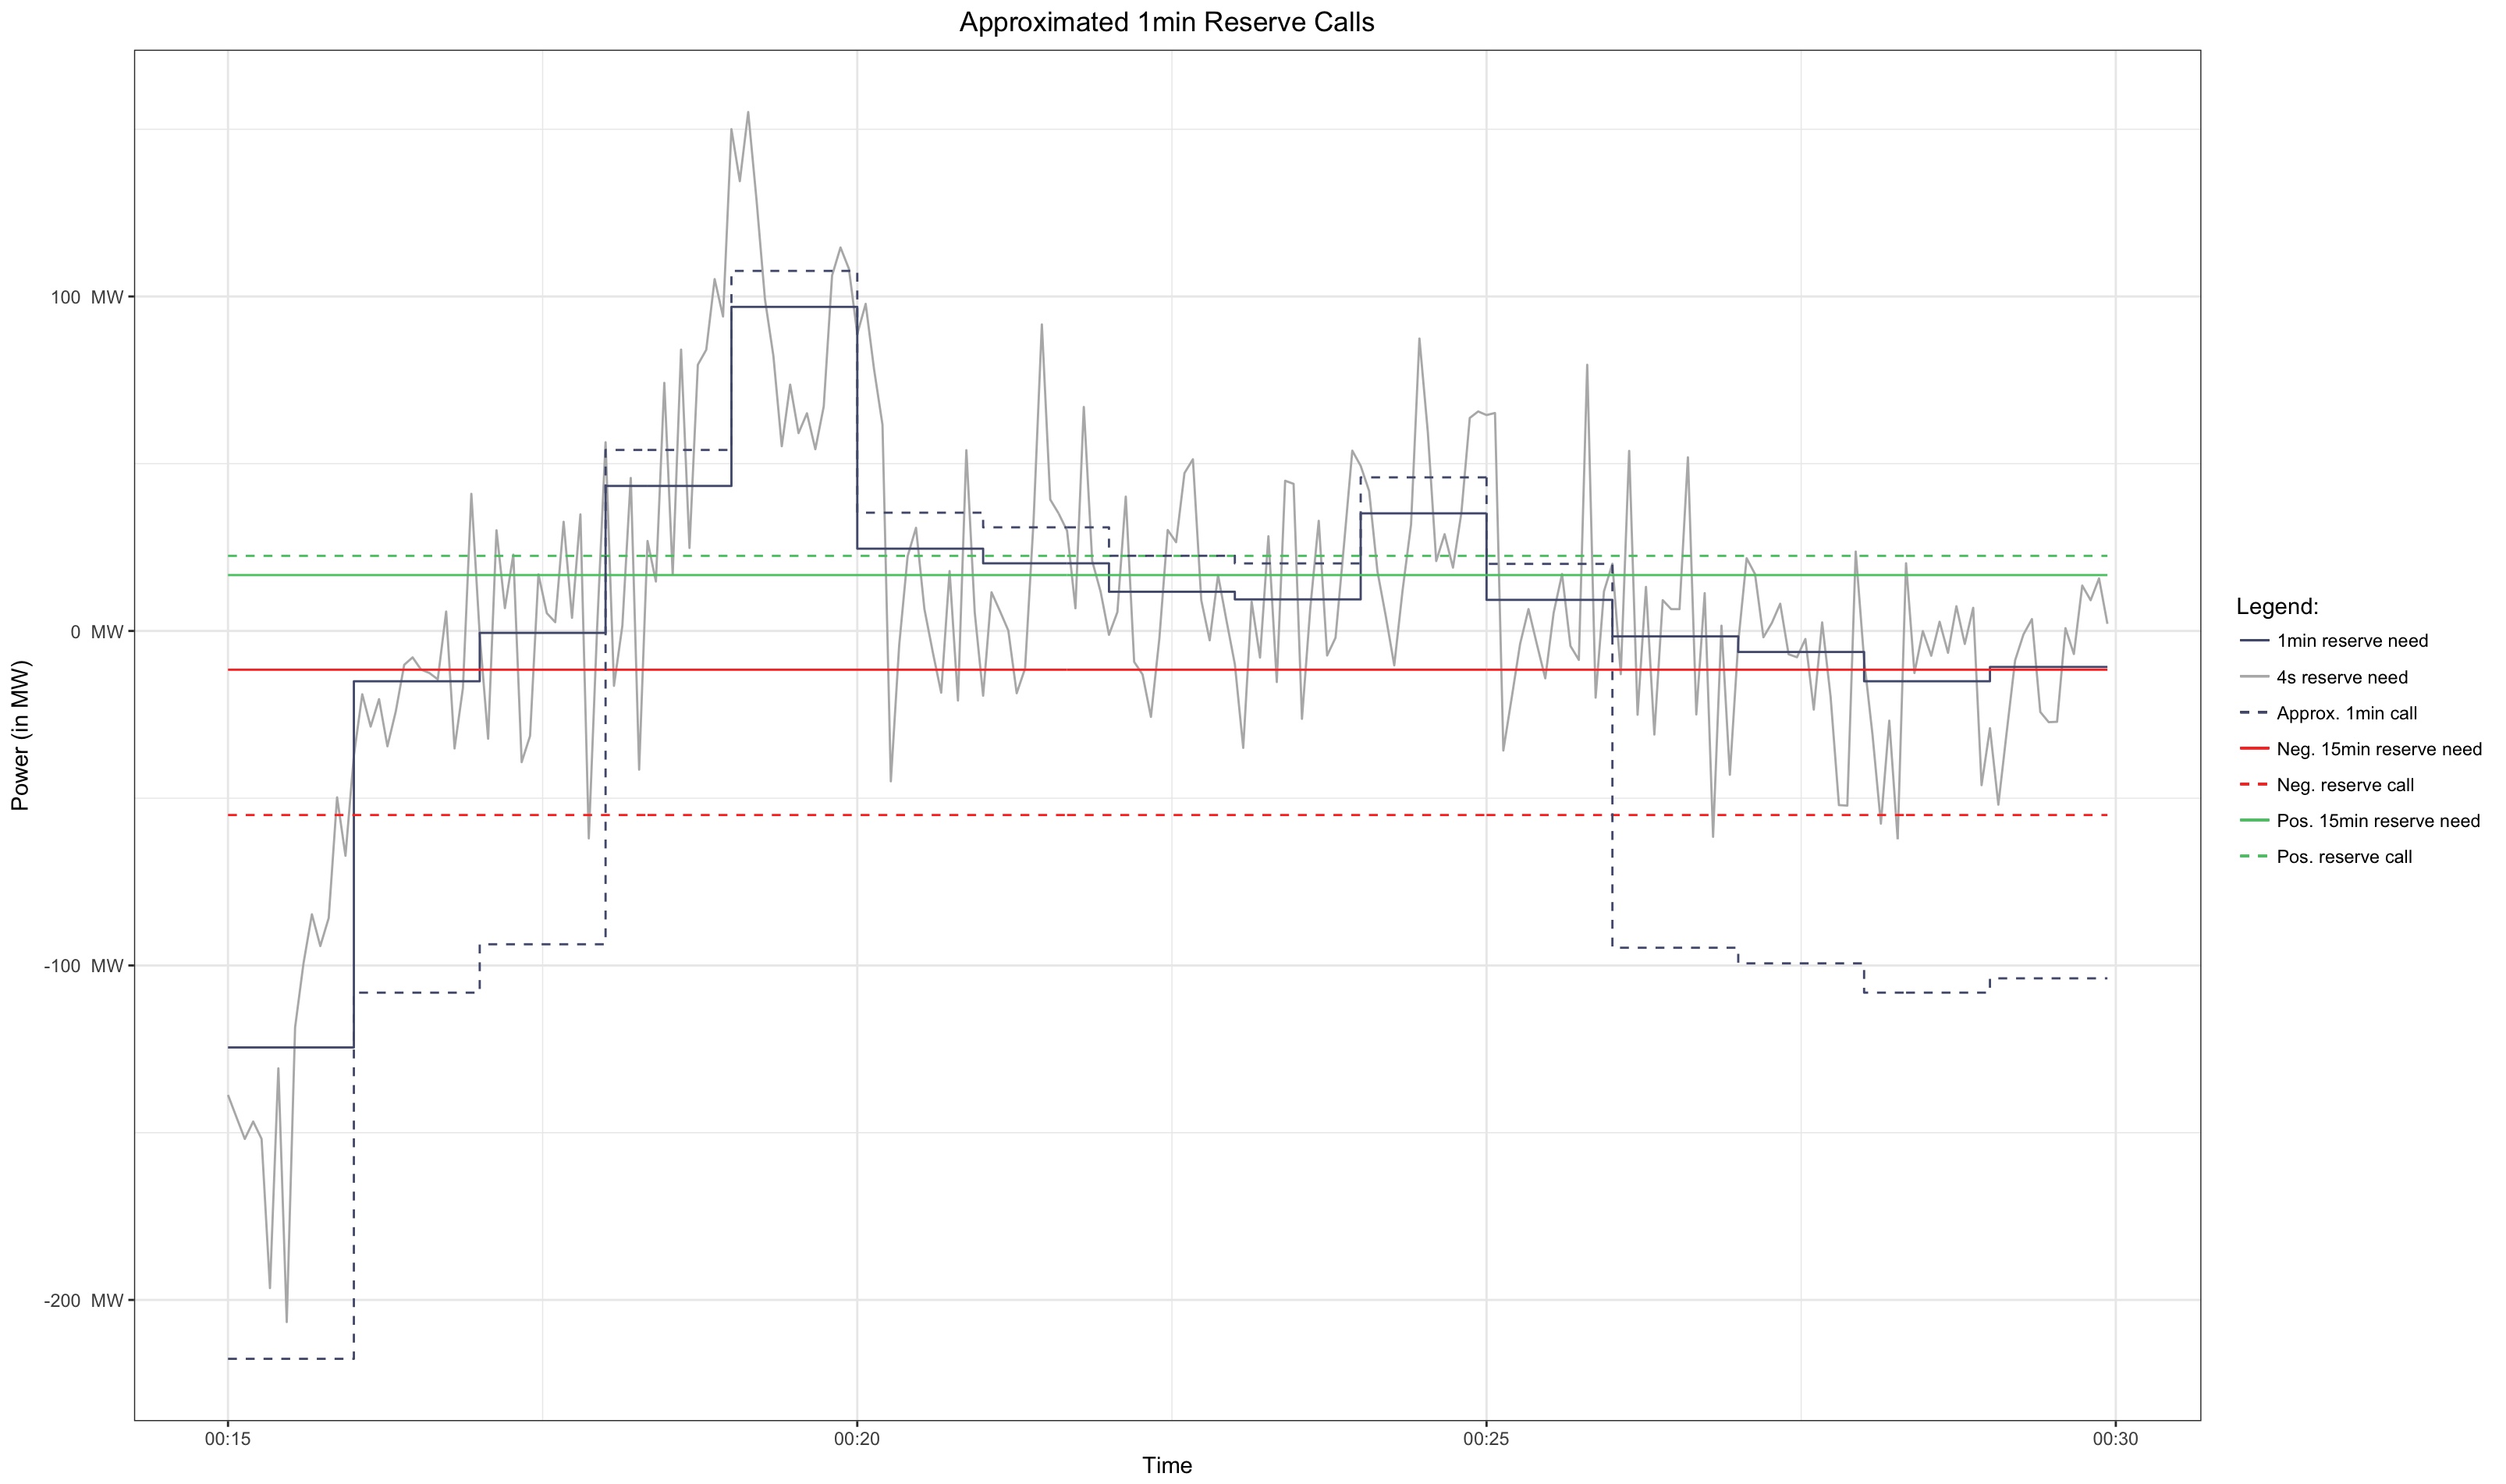 Approximated 1min Reserve Calls
Power (in MW)
100 MW
0 MW
-100 MW
-200 MW
00:15
00:20
00:25
00:30
Time
Legend:
1min reserve need
4s reserve need
Approx. 1min call
Neg. 15min reserve need
Neg. reserve call
Pos. 15min reserve need
Pos. reserve call